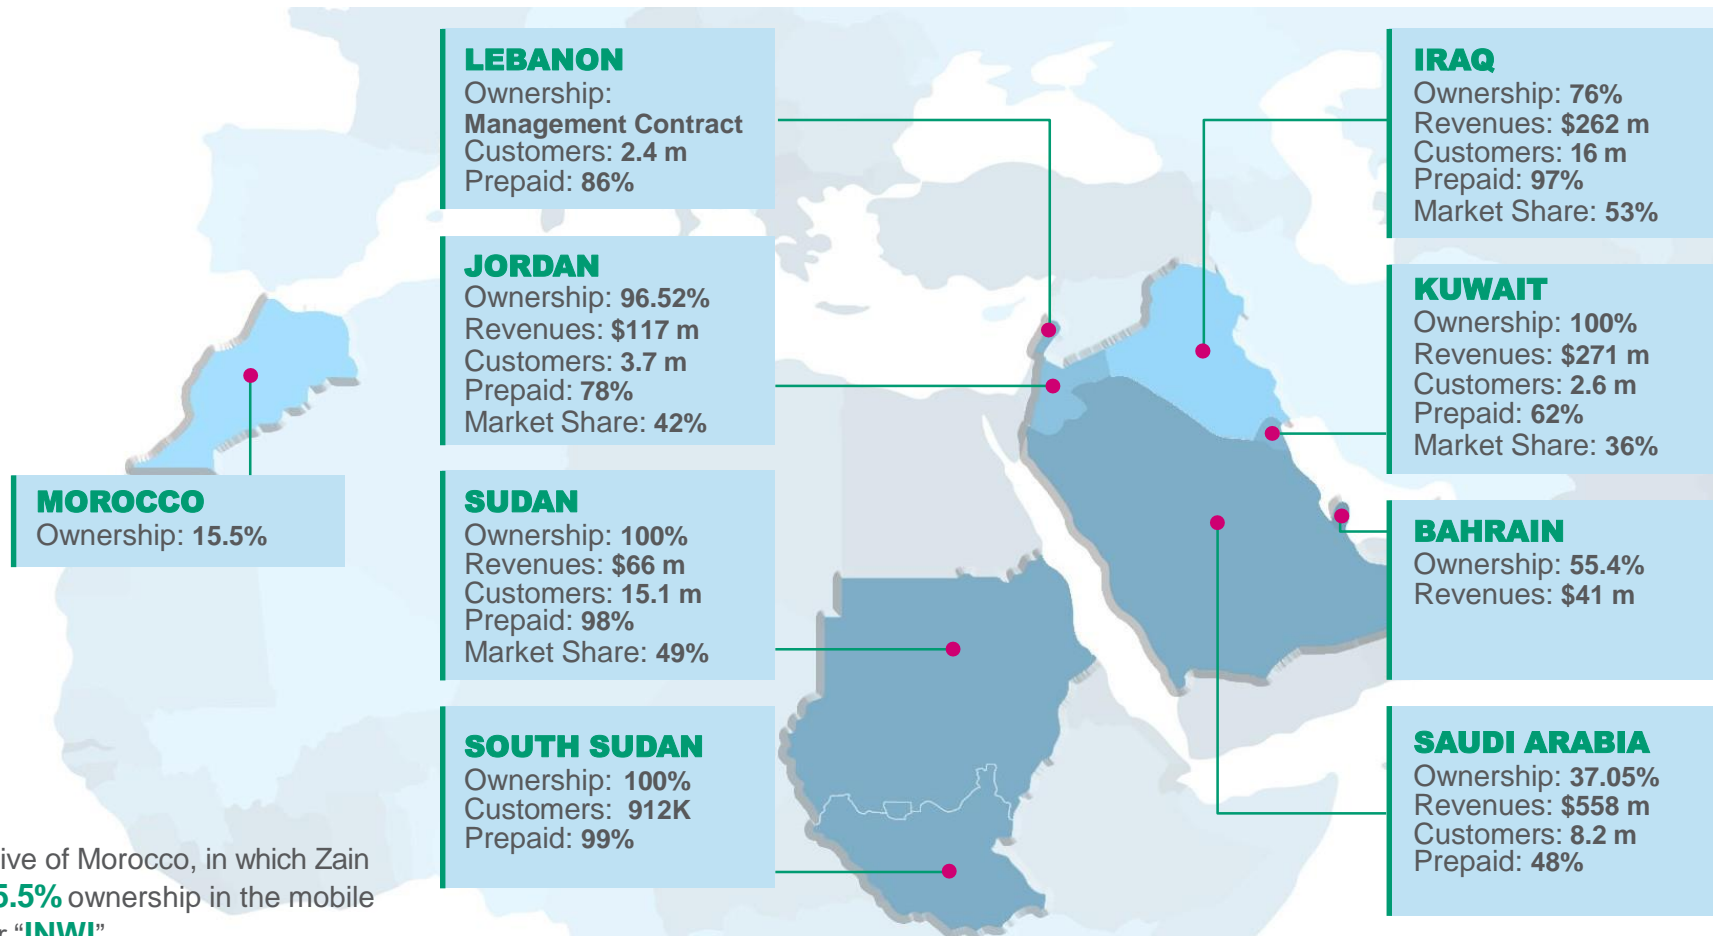 LEBANON
Ownership:
Management Contract
Customers: 2.4 m
Prepaid: 86%
JORDAN
Ownership: 96.52%
Revenues: $117 m
Customers: 3.7 m
Prepaid: 78%
Market Share: 42%
MOROCCO
Ownership: 15.5%
SUDAN
Ownership: 100%
Revenues: $66 m
Customers: 15.1 m
Prepaid: 98%
Market Share: 49%
SOUTH SUDAN
Ownership: 100%
Customers: 912K
Prepaid: 99%
IRAQ
Ownership: 76%
Revenues: $262 m
Customers: 16 m
Prepaid: 97%
Market Share: 53%
KUWAIT
Ownership: 100%
Revenues: $271 m
Customers: 2.6 m
Prepaid: 62%
Market Share: 36%
BAHRAIN
Ownership: 55.4%
Revenues: $41 m
SAUDI ARABIA
Ownership: 37.05%
Revenues: $558 m
Customers: 8.2 m
Prepaid: 48%
ive of Morocco, in which Zain
5.5% ownership in the mobile
r “INWI”